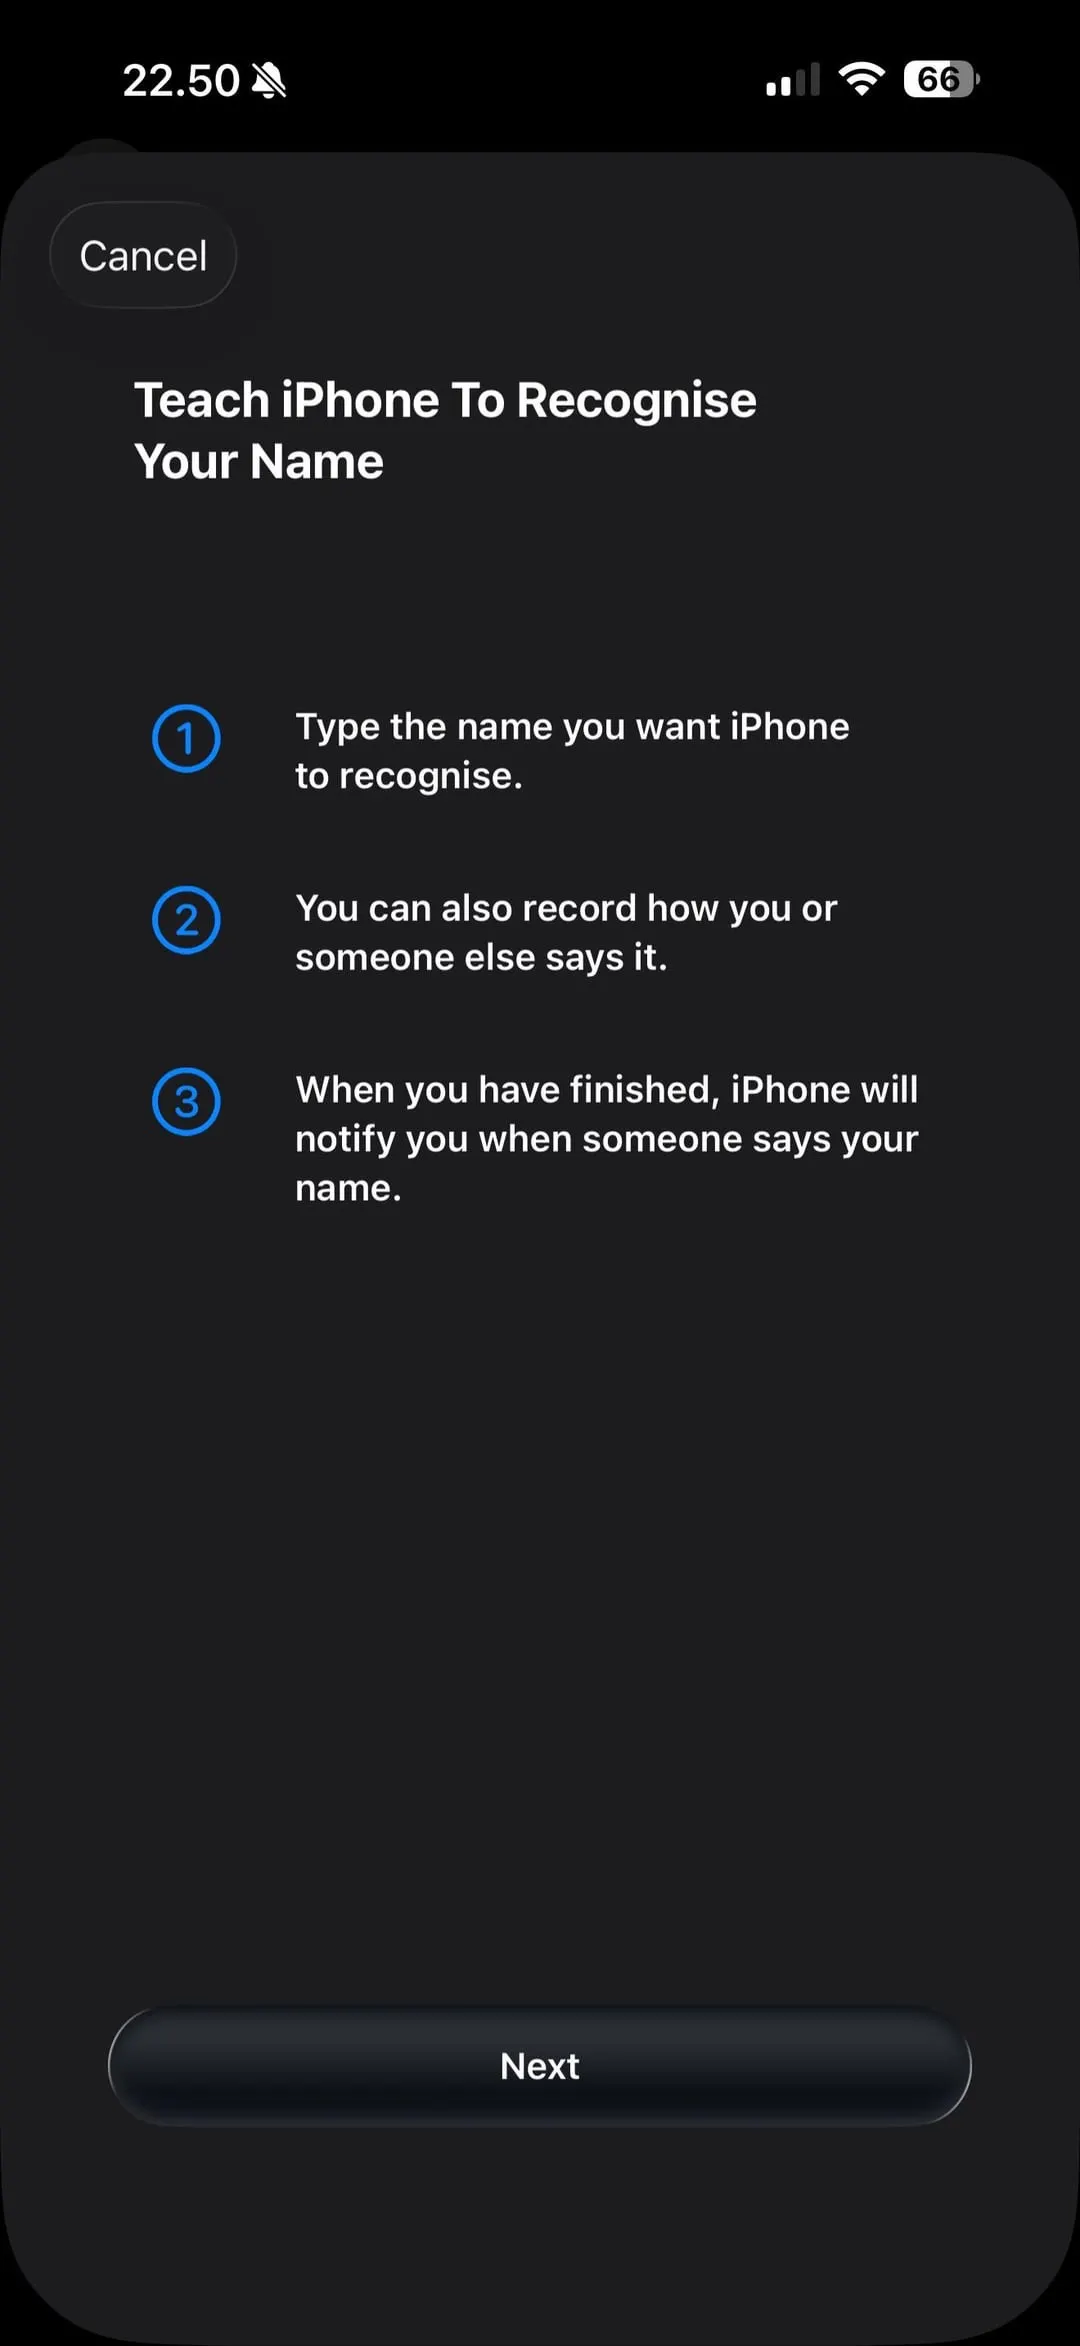 22.50
66
Cancel
Teach iPhone To Recognise
Your Name
1
Type the name you want iPhone
to recognise.
2
You can also record how you or
someone else says it.
3
When you have finished, iPhone will
notify you when someone says your
name.
Next